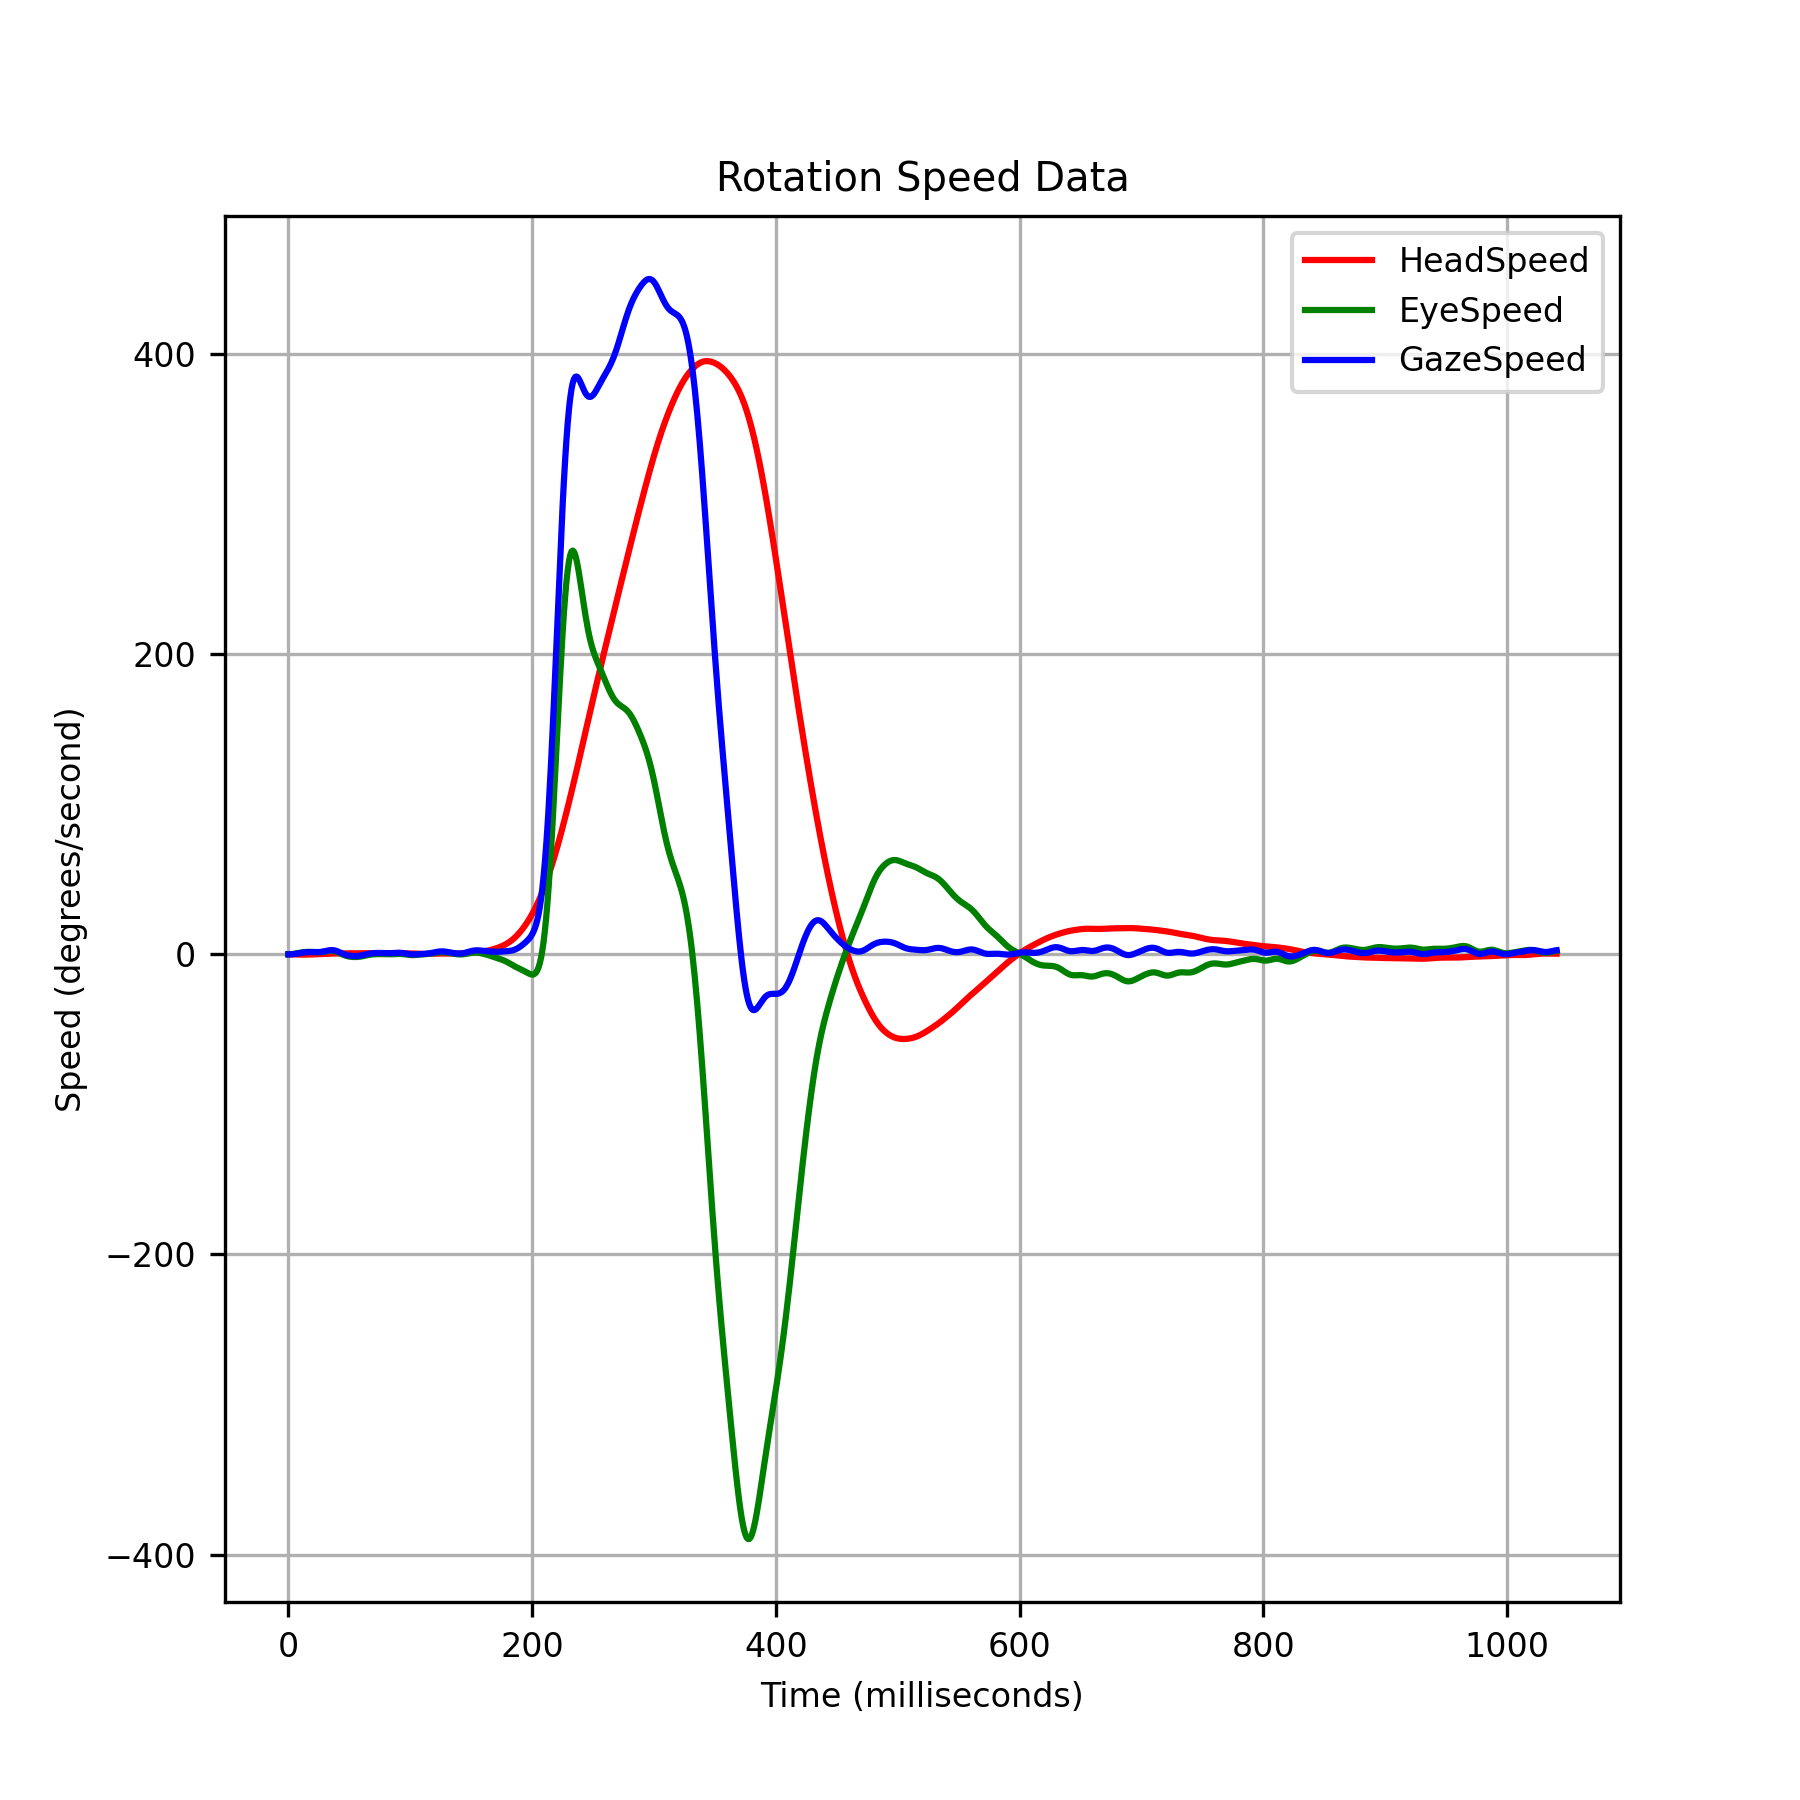 Rotation Speed Data
HeadSpeed
EyeSpeed
GazeSpeed
400
200
0
−200
−400
Speed (degrees/second)
0 200 400 600 800 1000
Time (milliseconds)